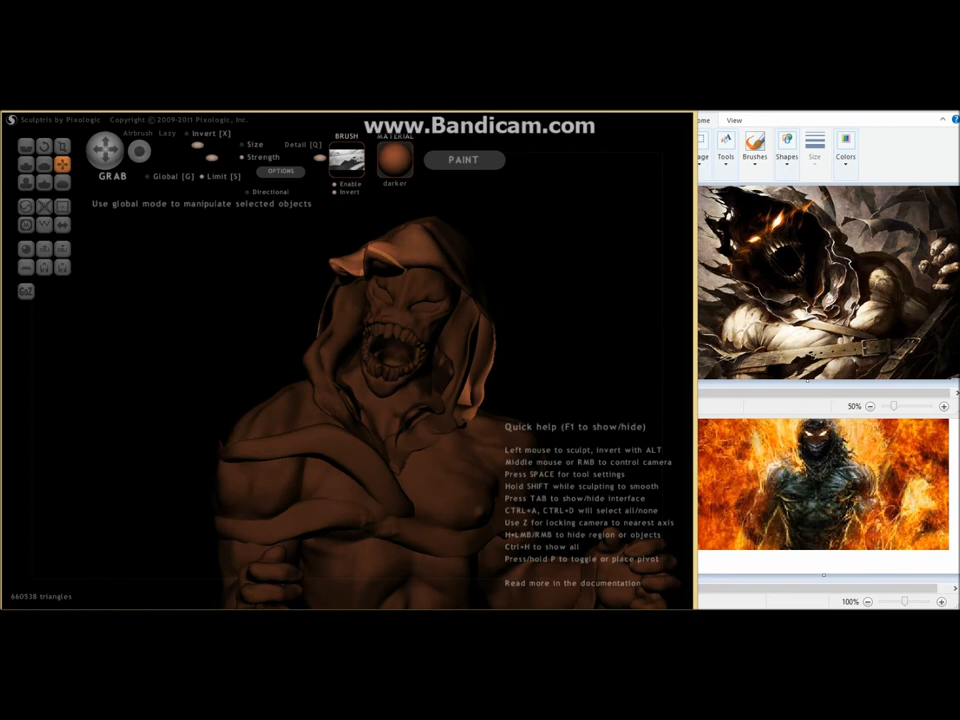 Sculptris by Pixologic   Copyright © 2009-2011 Pixologic, Inc.
www.Bandicam.com
Airbrush   Lazy   Invert [X]
BRUSH   MATERIAL
Size   Detail [Q]
Strength
PAINT
GRAB   Global [G]   Limit [S]   OPTIONS
Enable   darker
Directional   Invert
Use global mode to manipulate selected objects
GoZ
Quick help (F1 to show/hide)
Left mouse to sculpt, invert with ALT
Middle mouse or RMB to control camera
Press SPACE for tool settings
Hold SHIFT while sculpting to smooth
Press TAB to show/hide interface
CTRL+A, CTRL+D will select all/none
Use Z for locking camera to nearest axis
H+LMB/RMB to hide region or objects
Ctrl+H to show all
Press/hold P to toggle or place pivot
Read more in the documentation
660538 triangles
ome   View
age   Tools   Brushes   Shapes   Size   Colors
50%
100%